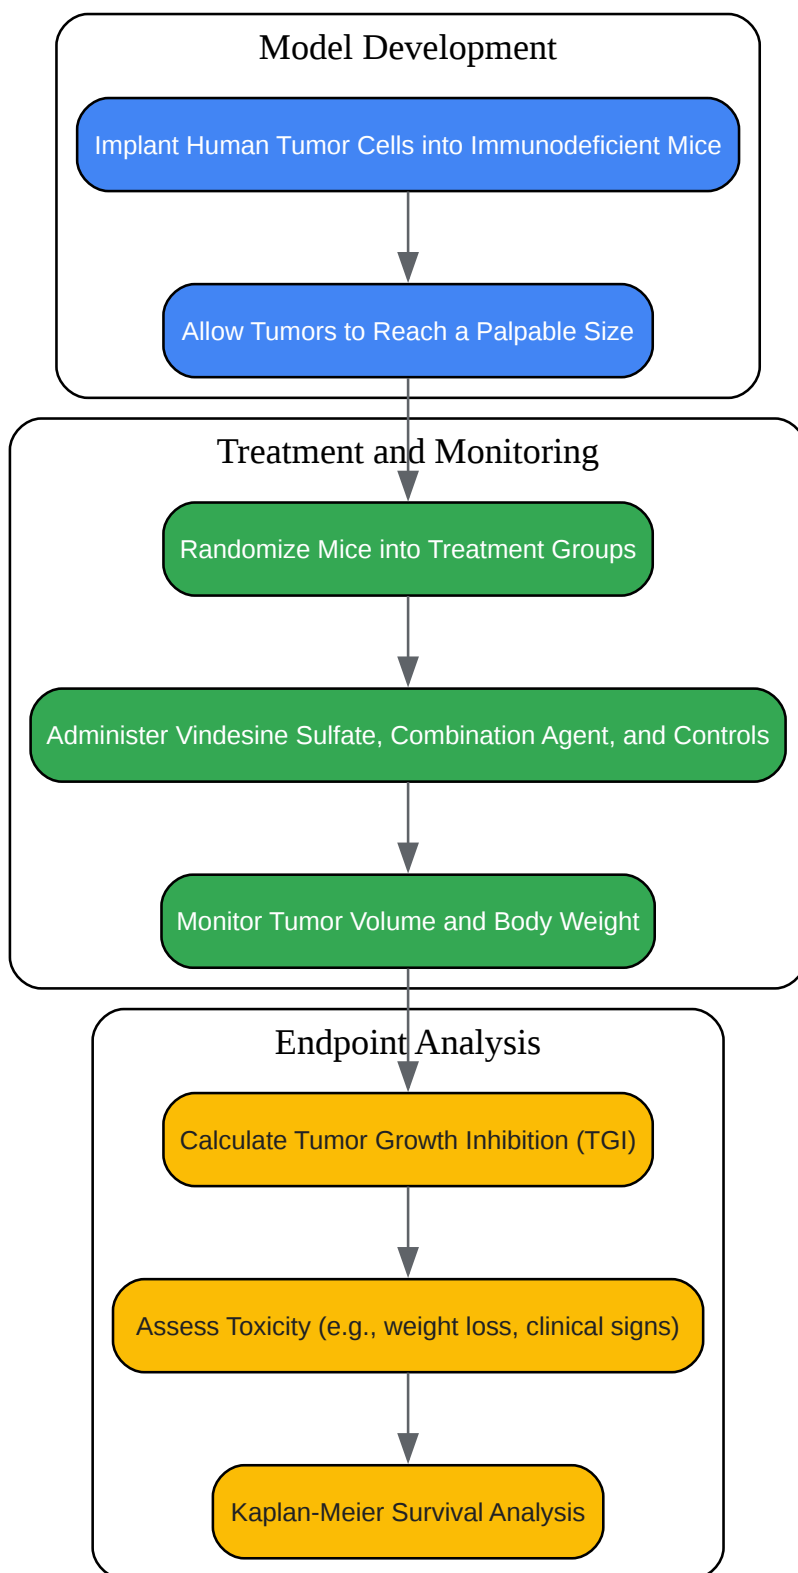 Model Development
Implant Human Tumor Cells into Immunodeficient Mice
Allow Tumors to Reach a Palpable Size
Treatment and Monitoring
Randomize Mice into Treatment Groups
Administer Vindesine Sulfate, Combination Agent, and Controls
Monitor Tumor Volume and Body Weight
Endpoint Analysis
Calculate Tumor Growth Inhibition (TGI)
Assess Toxicity (e.g., weight loss, clinical signs)
Kaplan-Meier Survival Analysis